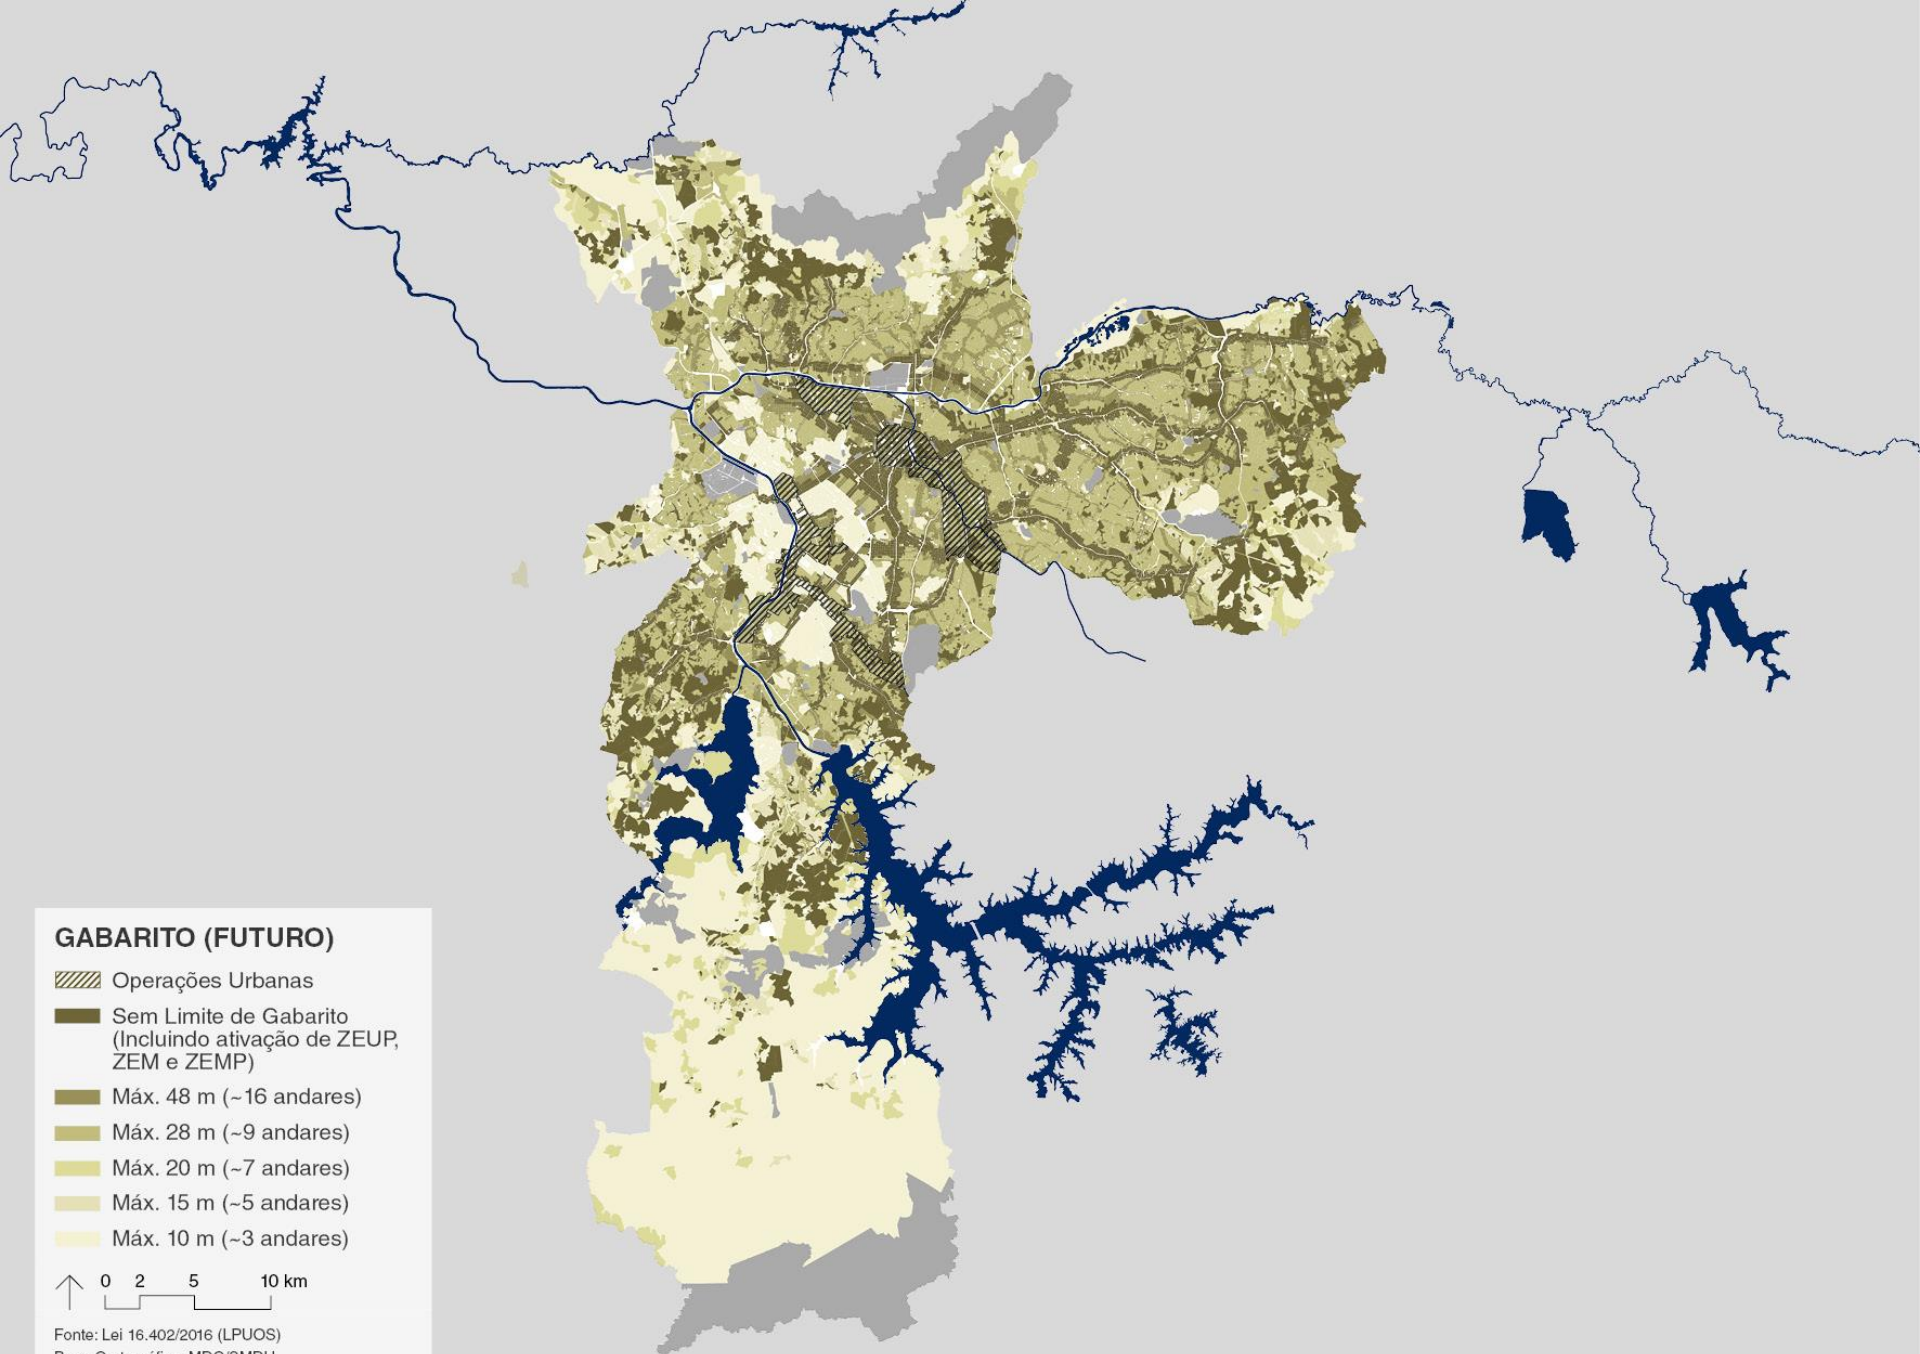 GABARITO (FUTURO)
Operações Urbanas
Sem Limite de Gabarito
(Incluindo ativação de ZEUP,
ZEM e ZEMP)
Máx. 48 m (~16 andares)
Máx. 28 m (~9 andares)
Máx. 20 m (~7 andares)
Máx. 15 m (~5 andares)
Máx. 10 m (~3 andares)
0 2 5 10 km
Fonte: Lei 16.402/2016 (LPUOS)